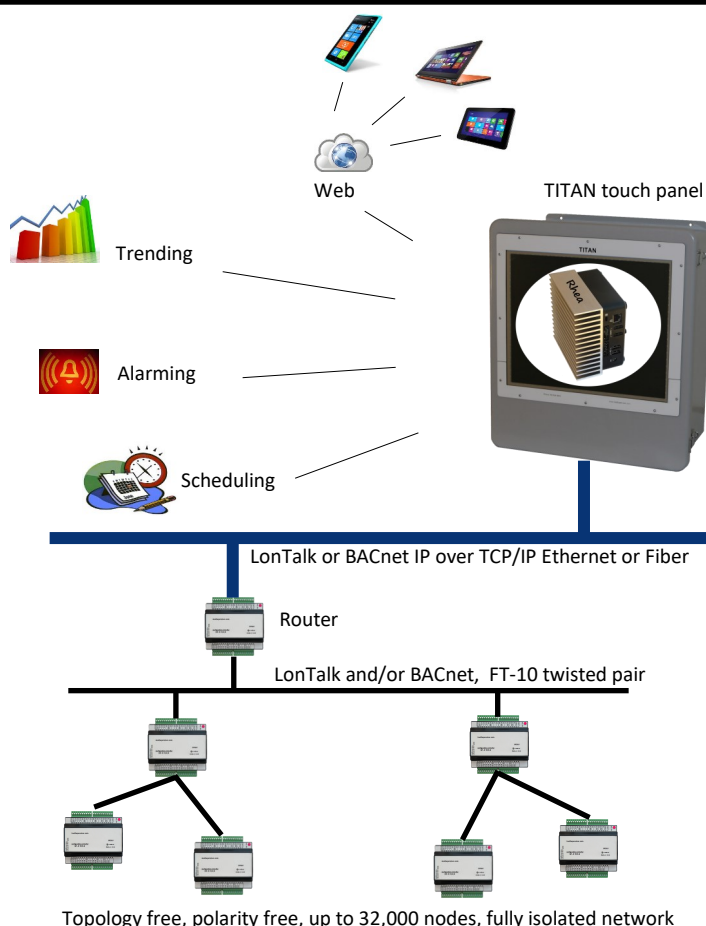 Web
TITAN touch panel
TITAN
Rhea
Trending
Alarming
Scheduling
LonTalk or BACnet IP over TCP/IP Ethernet or Fiber
Router
LonTalk and/or BACnet, FT-10 twisted pair
Topology free, polarity free, up to 32,000 nodes, fully isolated network